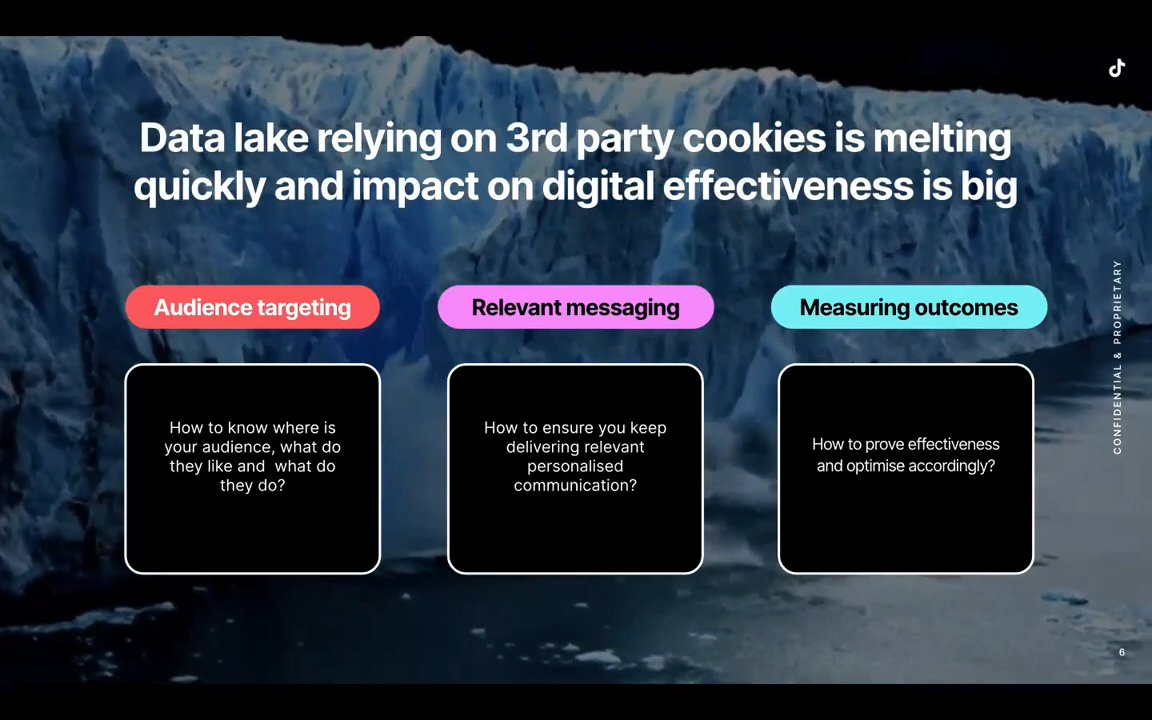 Data lake relying on 3rd party cookies is melting
quickly and impact on digital effectiveness is big
Audience targeting
Relevant messaging
Measuring outcomes
How to know where is
your audience, what do
they like and  what do
they do?
How to ensure you keep
delivering relevant
personalised
communication?
How to prove effectiveness
and optimise accordingly?
CONFIDENTIAL & PROPRIETARY
6